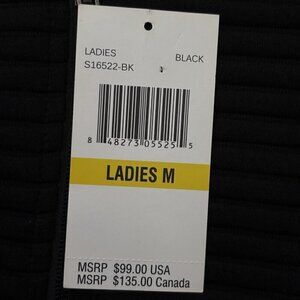 LADIES BLACK
S16522-BK
8 48273 05525 5
LADIES M
MSRP $99.00 USA
MSRP $135.00 Canada